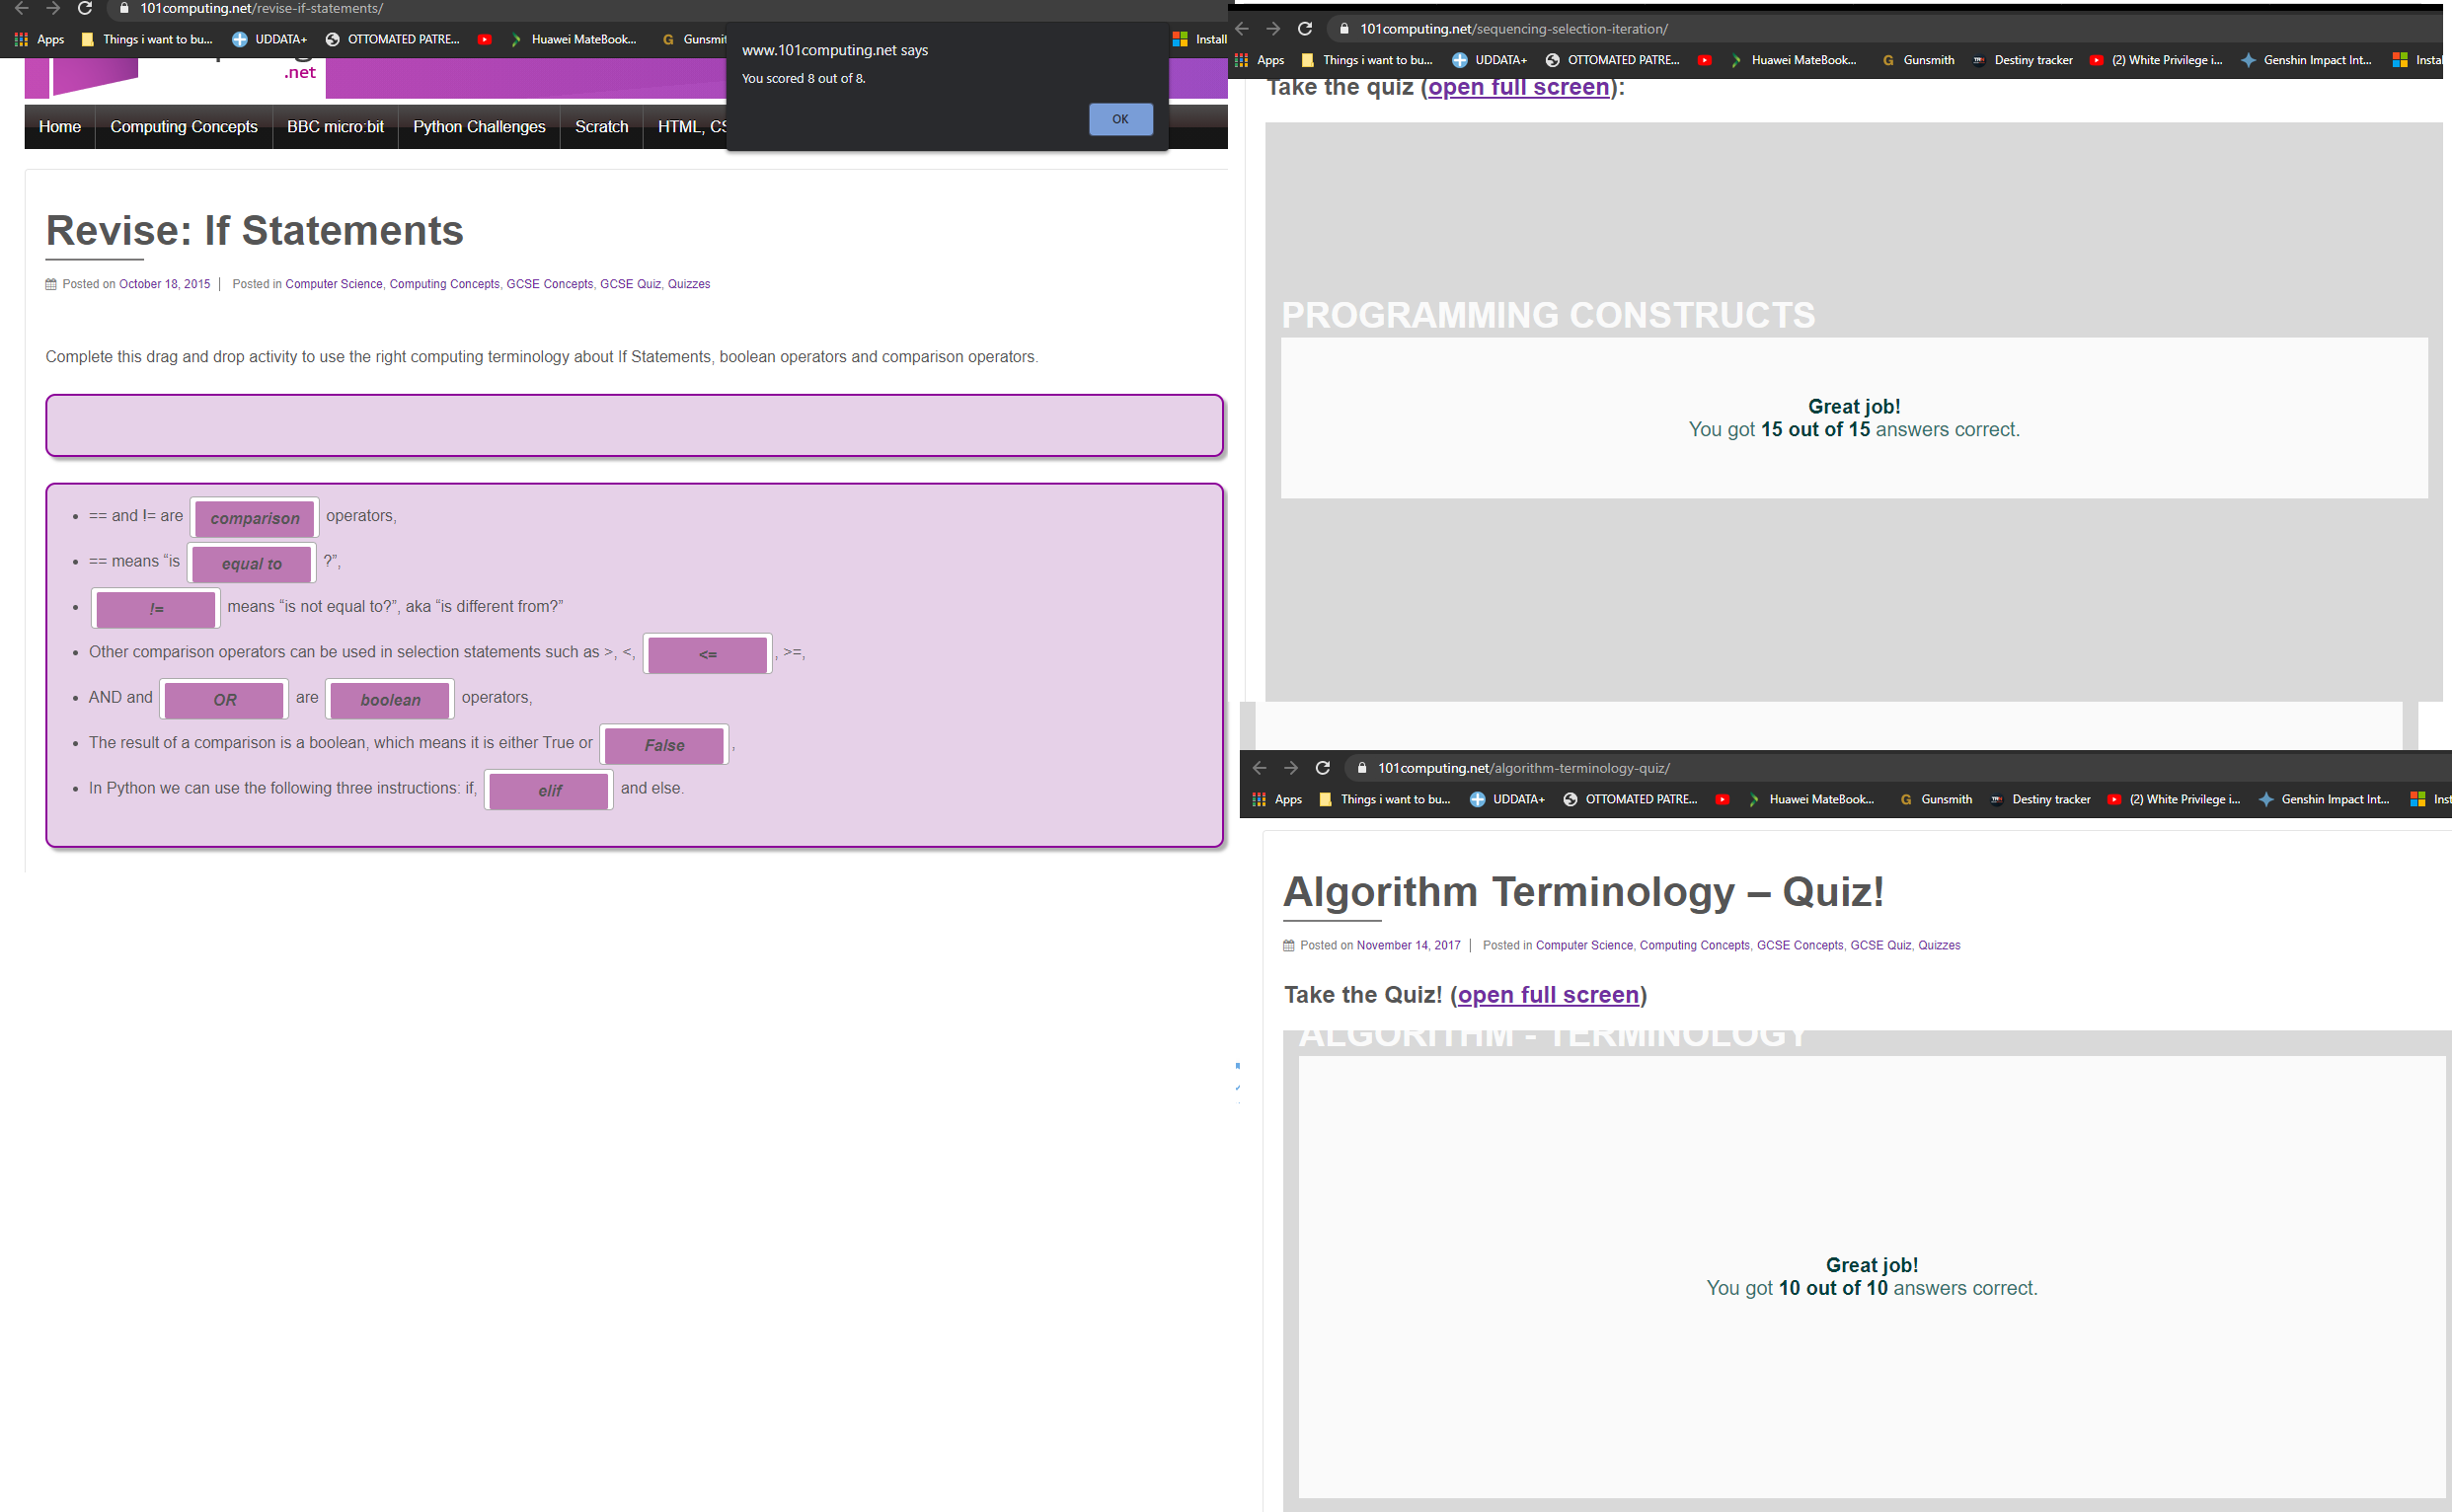 101computing.net/revise-if-statements/
Apps Things i want to bu... UDDATA+ OTTOMATED PATRE... Huawei MateBook... Gunsmit Install
www.101computing.net says
You scored 8 out of 8.
OK
.net
Home Computing Concepts BBC micro:bit Python Challenges Scratch HTML, CS
Revise: If Statements
Posted on October 18, 2015 | Posted in Computer Science, Computing Concepts, GCSE Concepts, GCSE Quiz, Quizzes
Complete this drag and drop activity to use the right computing terminology about If Statements, boolean operators and comparison operators.
• == and != are comparison operators,
• == means “is equal to ?”,
• != means “is not equal to?”, aka “is different from?”
• Other comparison operators can be used in selection statements such as >, <, <=, >=,
• AND and OR are boolean operators,
• The result of a comparison is a boolean, which means it is either True or False,
• In Python we can use the following three instructions: if, elif and else.
101computing.net/sequencing-selection-iteration/
Apps Things i want to bu... UDDATA+ OTTOMATED PATRE... Huawei MateBook... Gunsmith Destiny tracker (2) White Privilege i... Genshin Impact Int... Instal
Take the quiz (open full screen):
PROGRAMMING CONSTRUCTS
Great job!
You got 15 out of 15 answers correct.
101computing.net/algorithm-terminology-quiz/
Apps Things i want to bu... UDDATA+ OTTOMATED PATRE... Huawei MateBook... Gunsmith Destiny tracker (2) White Privilege i... Genshin Impact Int... Inst
Algorithm Terminology – Quiz!
Posted on November 14, 2017 | Posted in Computer Science, Computing Concepts, GCSE Concepts, GCSE Quiz, Quizzes
Take the Quiz! (open full screen)
ALGORITHM - TERMINOLOGY
Great job!
You got 10 out of 10 answers correct.